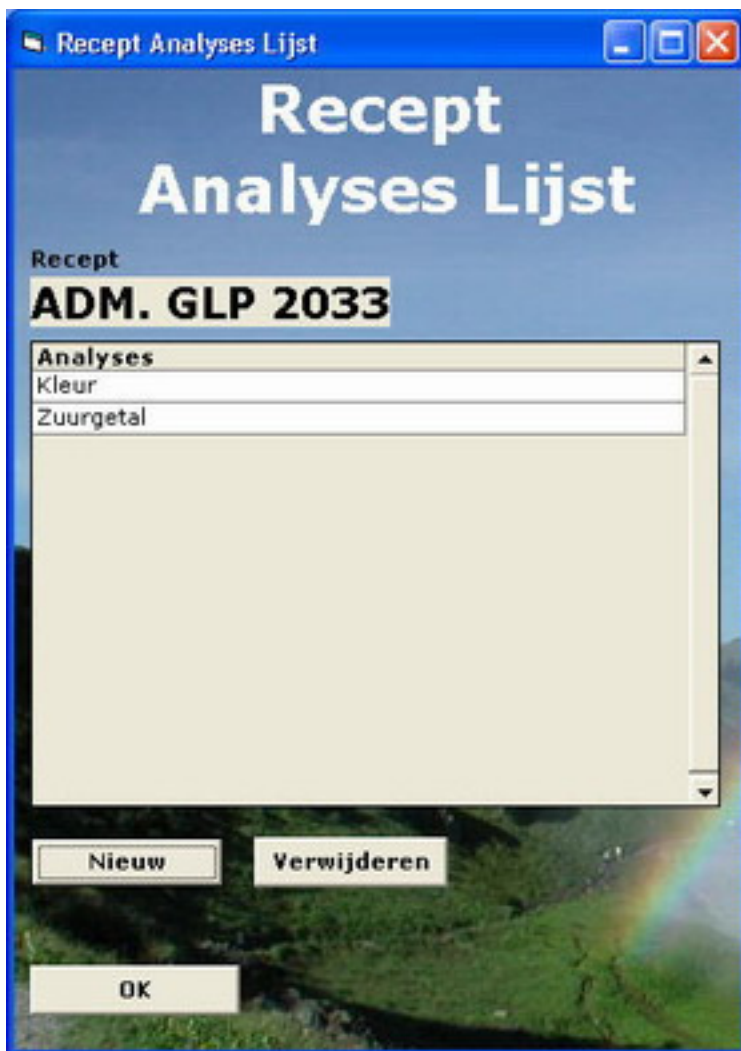 Recept Analyses Lijst
Recept
Analyses Lijst
Recept
ADM. GLP 2033
Analyses
Kleur
Zuurgetal
Nieuw
Verwijderen
OK